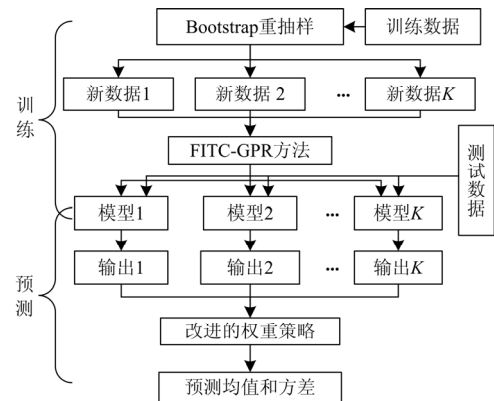 Bootstrap重抽样
训练数据
新数据1
新数据 2
...
新数据K
训练
FITC-GPR方法
测试数据
模型1
模型2
...
模型K
输出1
输出2
...
输出K
预测
改进的权重策略
预测均值和方差